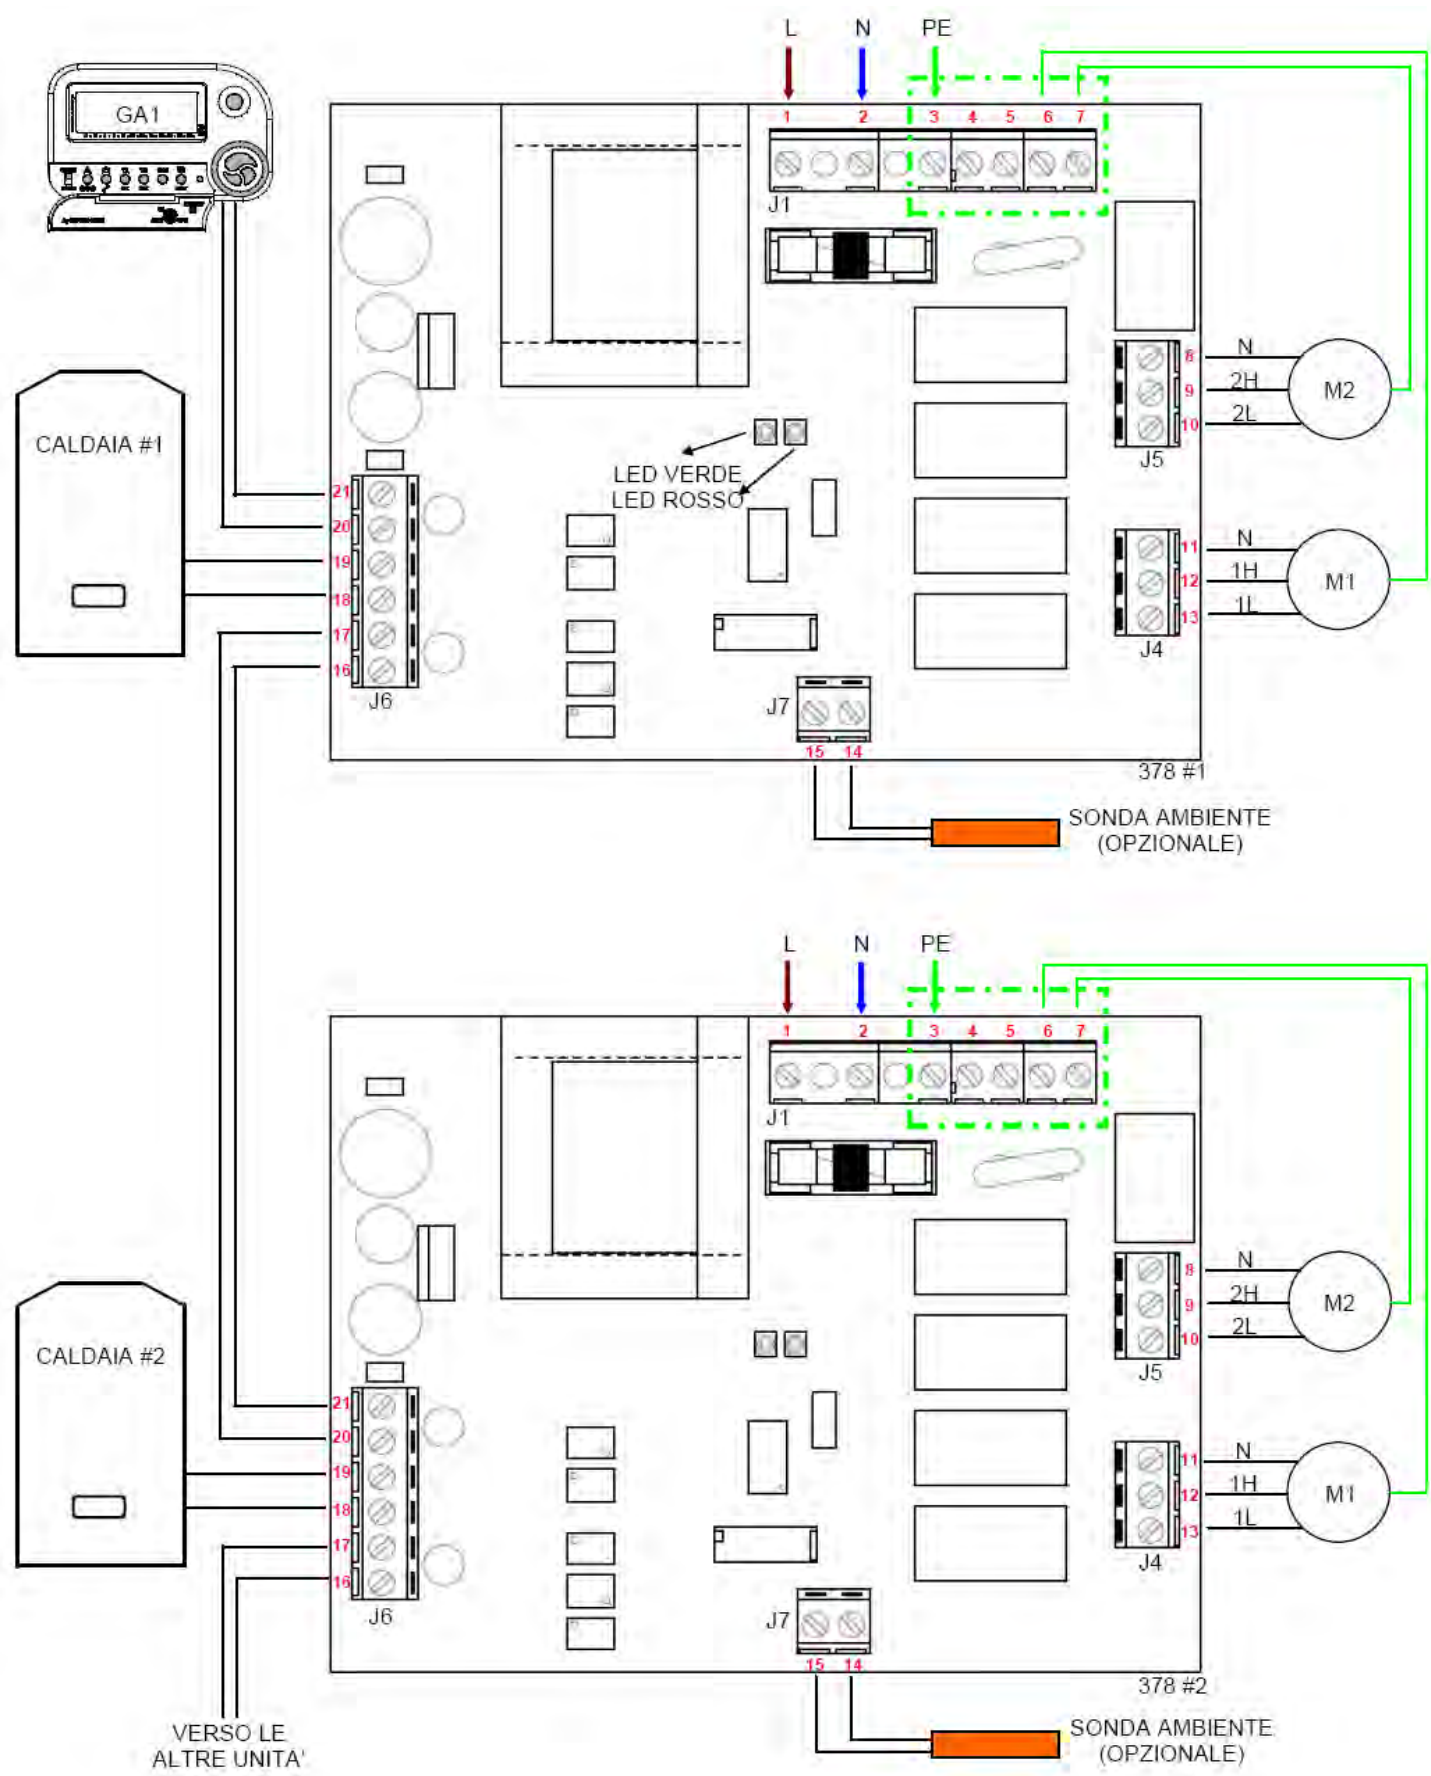 L N PE
GA1
1 2 3 4 5 6 7
J1
CALDAIA #1
8 N
9 2H M2
10 2L
J5
LED VERDE
LED ROSSO
21
20
19
18
17
16
J6
11 N
12 1H M1
13 1L
J4
J7
15 14
378 #1
SONDA AMBIENTE
(OPZIONALE)
L N PE
1 2 3 4 5 6 7
J1
CALDAIA #2
9 N
9 2H M2
10 2L
J5
21
20
19
18
17
16
J6
11 N
12 1H M1
13 1L
J4
J7
15 14
378 #2
SONDA AMBIENTE
(OPZIONALE)
VERSO LE
ALTRE UNITA'